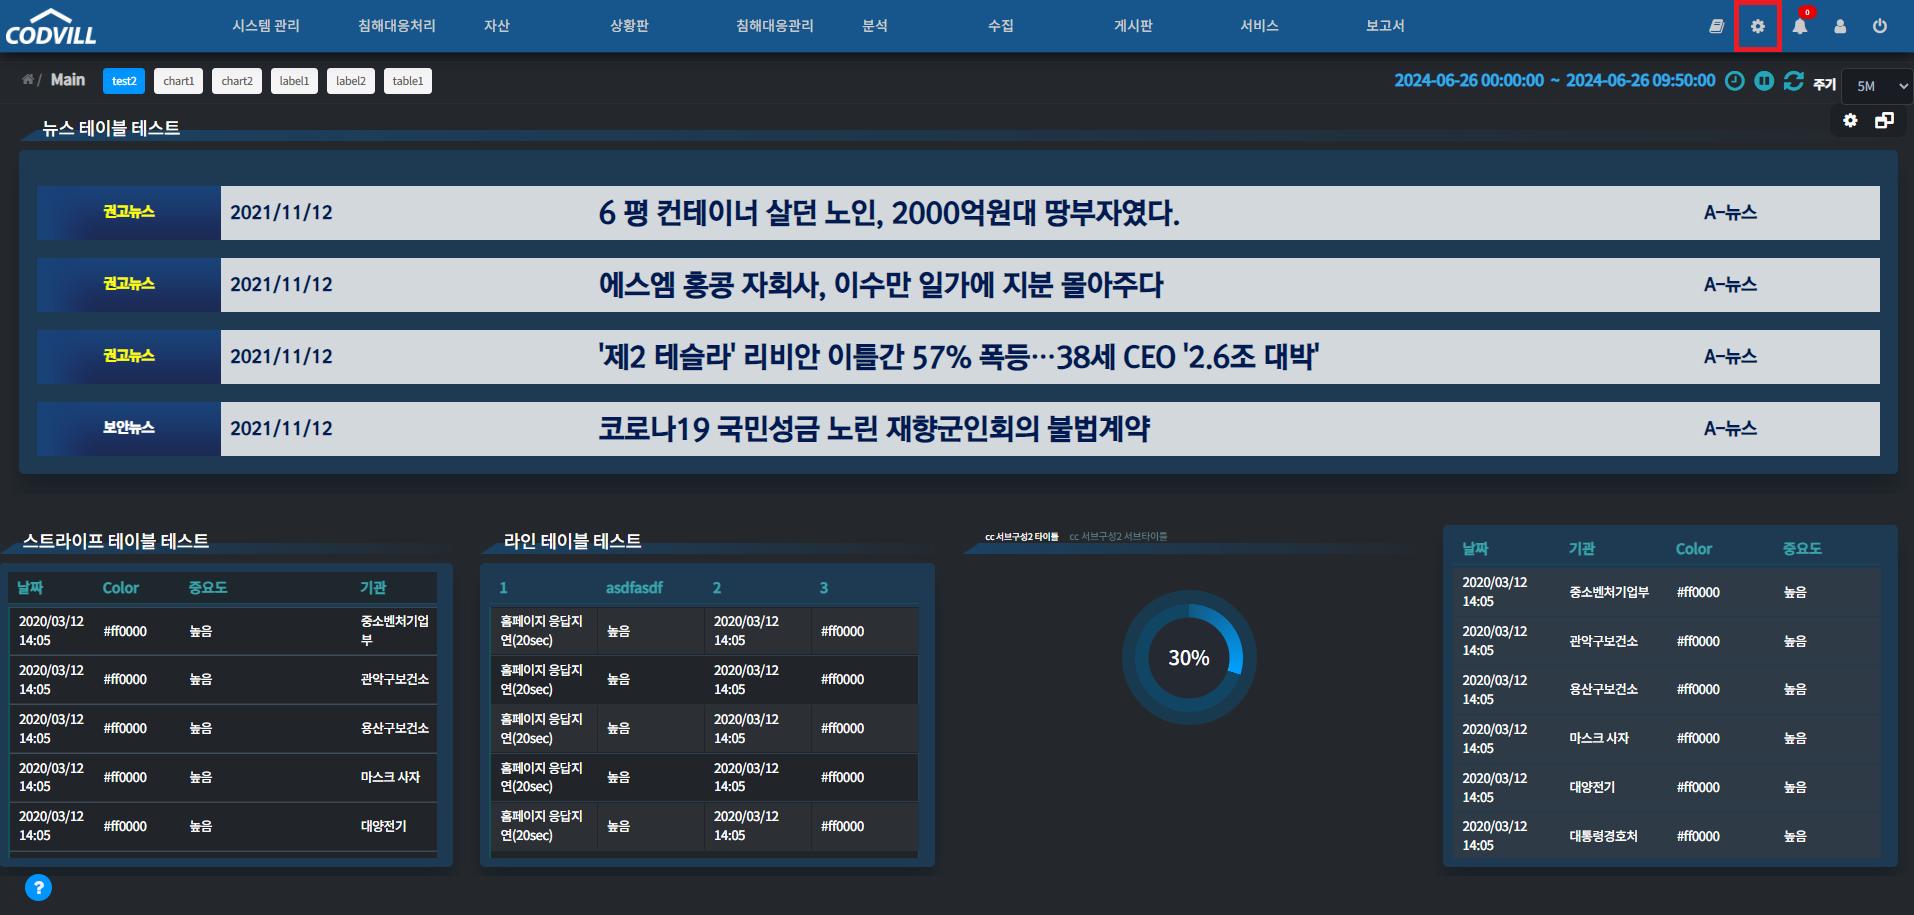 CODVILL 시스템 관리 침해대응처리 자산 상황판 침해대응관리 분석 수집 게시판 서비스 보고서 0
/ Main test2 chart1 chart2 label1 label2 table1 2024-06-26 00:00:00 ~ 2024-06-26 09:50:00 주기 5M
뉴스 테이블 테스트
권고뉴스 2021/11/12 6 평 컨테이너 살던 노인, 2000억원대 땅부자였다. A-뉴스
권고뉴스 2021/11/12 에스엠 홍콩 자회사, 이수만 일가에 지분 몰아주다 A-뉴스
권고뉴스 2021/11/12 '제2 테슬라' 리비안 이틀간 57% 폭등…38세 CEO '2.6조 대박' A-뉴스
보안뉴스 2021/11/12 코로나19 국민성금 노린 재향군인회의 불법계약 A-뉴스
스트라이프 테이블 테스트
날짜 Color 중요도 기관
2020/03/12 14:05 #ff0000 높음 중소벤처기업부
2020/03/12 14:05 #ff0000 높음 관악구보건소
2020/03/12 14:05 #ff0000 높음 용산구보건소
2020/03/12 14:05 #ff0000 높음 마스크 사자
2020/03/12 14:05 #ff0000 높음 대양전기
라인 테이블 테스트
1 asdfasdf 2 3
홈페이지 응답지연(20sec) 높음 2020/03/12 14:05 #ff0000
홈페이지 응답지연(20sec) 높음 2020/03/12 14:05 #ff0000
홈페이지 응답지연(20sec) 높음 2020/03/12 14:05 #ff0000
홈페이지 응답지연(20sec) 높음 2020/03/12 14:05 #ff0000
홈페이지 응답지연(20sec) 높음 2020/03/12 14:05 #ff0000
cc 서브구성2 타이틀 cc 서브구성2 서브타이틀
30%
날짜 기관 Color 중요도
2020/03/12 14:05 중소벤처기업부 #ff0000 높음
2020/03/12 14:05 관악구보건소 #ff0000 높음
2020/03/12 14:05 용산구보건소 #ff0000 높음
2020/03/12 14:05 마스크 사자 #ff0000 높음
2020/03/12 14:05 대양전기 #ff0000 높음
2020/03/12 14:05 대통령경호처 #ff0000 높음
?